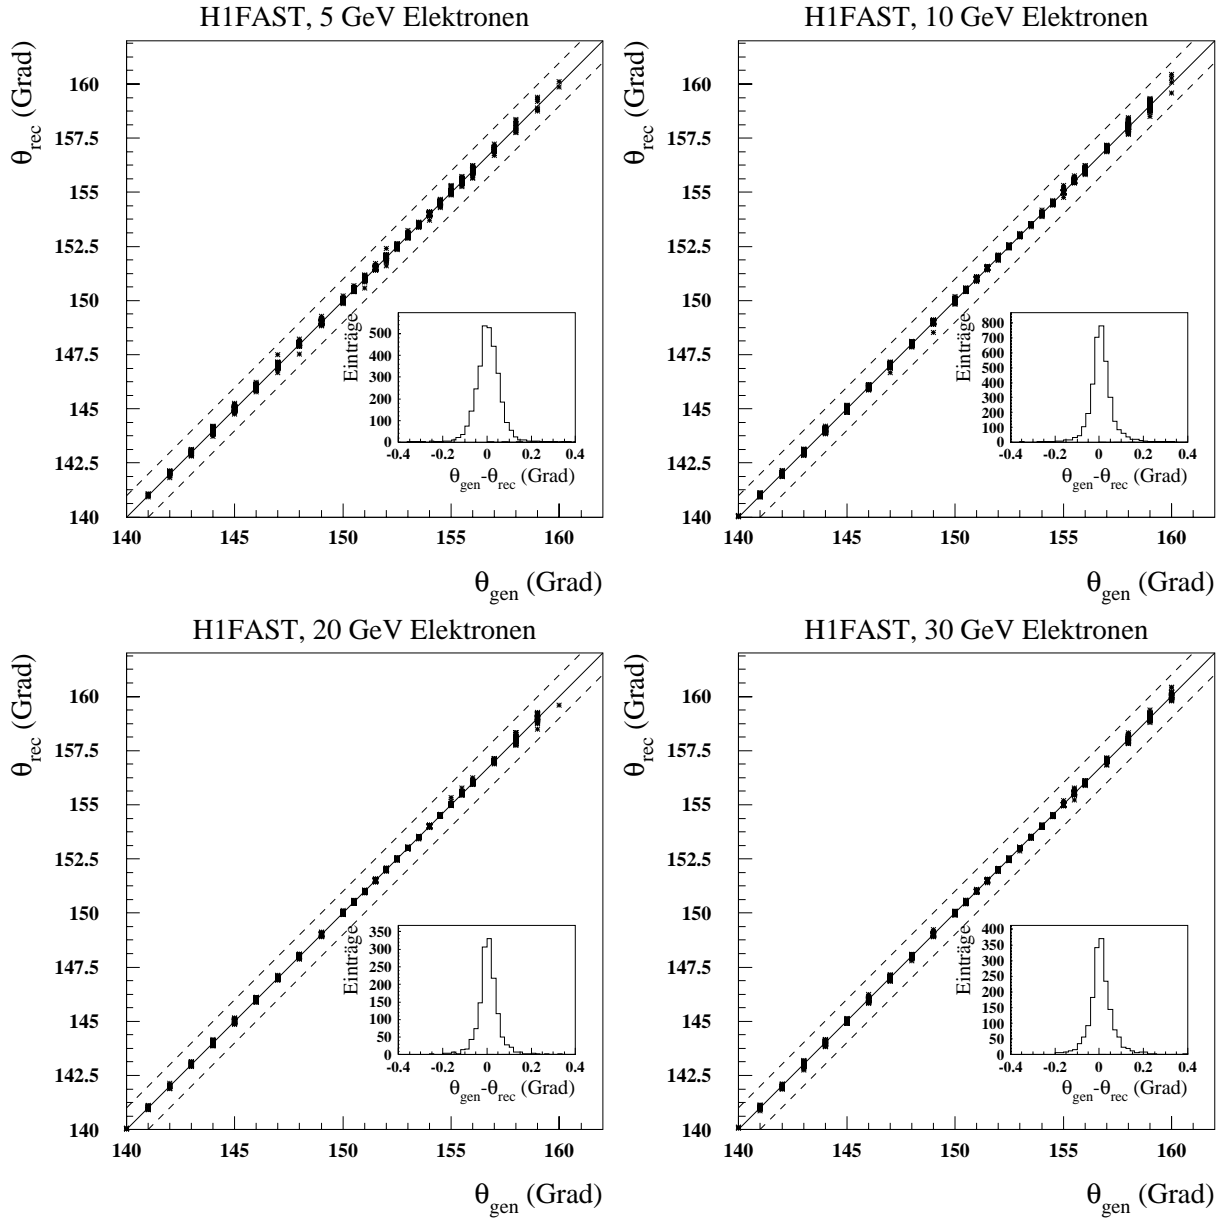 H1FAST, 5 GeV Elektronen
θrec (Grad)
160
157.5
155
152.5
150
147.5
145
142.5
140
140 145 150 155 160
θgen (Grad)
Einträge
500
400
300
200
100
0
-0.4 -0.2 0 0.2 0.4
θgen-θrec (Grad)
H1FAST, 10 GeV Elektronen
θrec (Grad)
160
157.5
155
152.5
150
147.5
145
142.5
140
140 145 150 155 160
θgen (Grad)
Einträge
800
700
600
500
400
300
200
100
0
-0.4 -0.2 0 0.2 0.4
θgen-θrec (Grad)
H1FAST, 20 GeV Elektronen
θrec (Grad)
160
157.5
155
152.5
150
147.5
145
142.5
140
140 145 150 155 160
θgen (Grad)
Einträge
350
300
250
200
150
100
50
0
-0.4 -0.2 0 0.2 0.4
θgen-θrec (Grad)
H1FAST, 30 GeV Elektronen
θrec (Grad)
160
157.5
155
152.5
150
147.5
145
142.5
140
140 145 150 155 160
θgen (Grad)
Einträge
400
350
300
250
200
150
100
50
0
-0.4 -0.2 0 0.2 0.4
θgen-θrec (Grad)